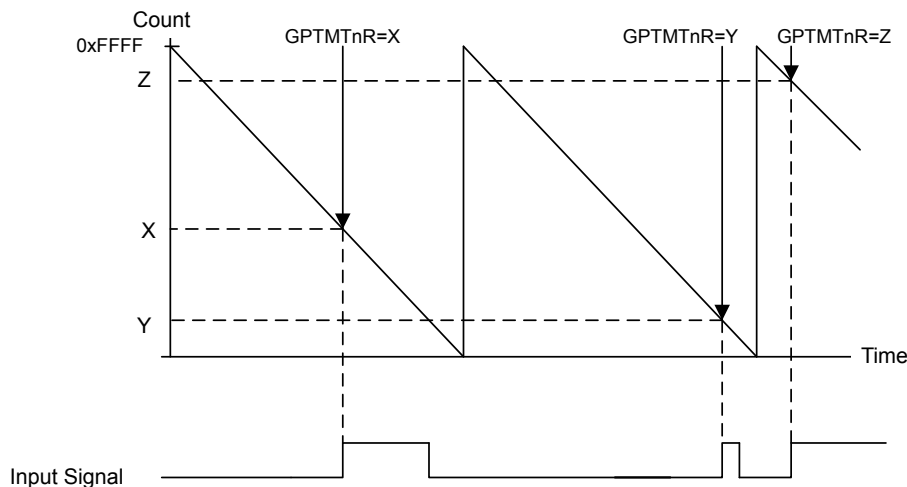 Count
0xFFFF
GPTMTnR=X
GPTMTnR=Y
GPTMTnR=Z
Z
X
Y
Time
Input Signal